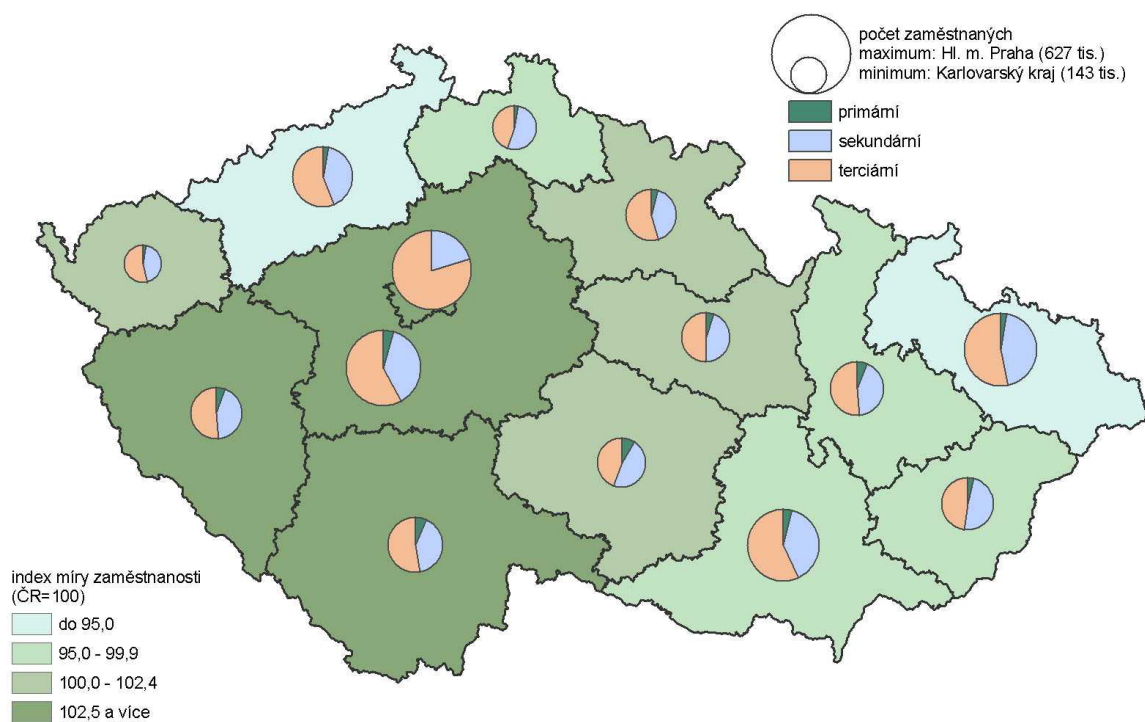 počet zaměstnaných
maximum: Hl. m. Praha (627 tis.)
minimum: Karlovarský kraj (143 tis.)
primární
sekundární
terciární
index míry zaměstnanosti
(ČR=100)
do 95,0
95,0 - 99,9
100,0 - 102,4
102,5 a více